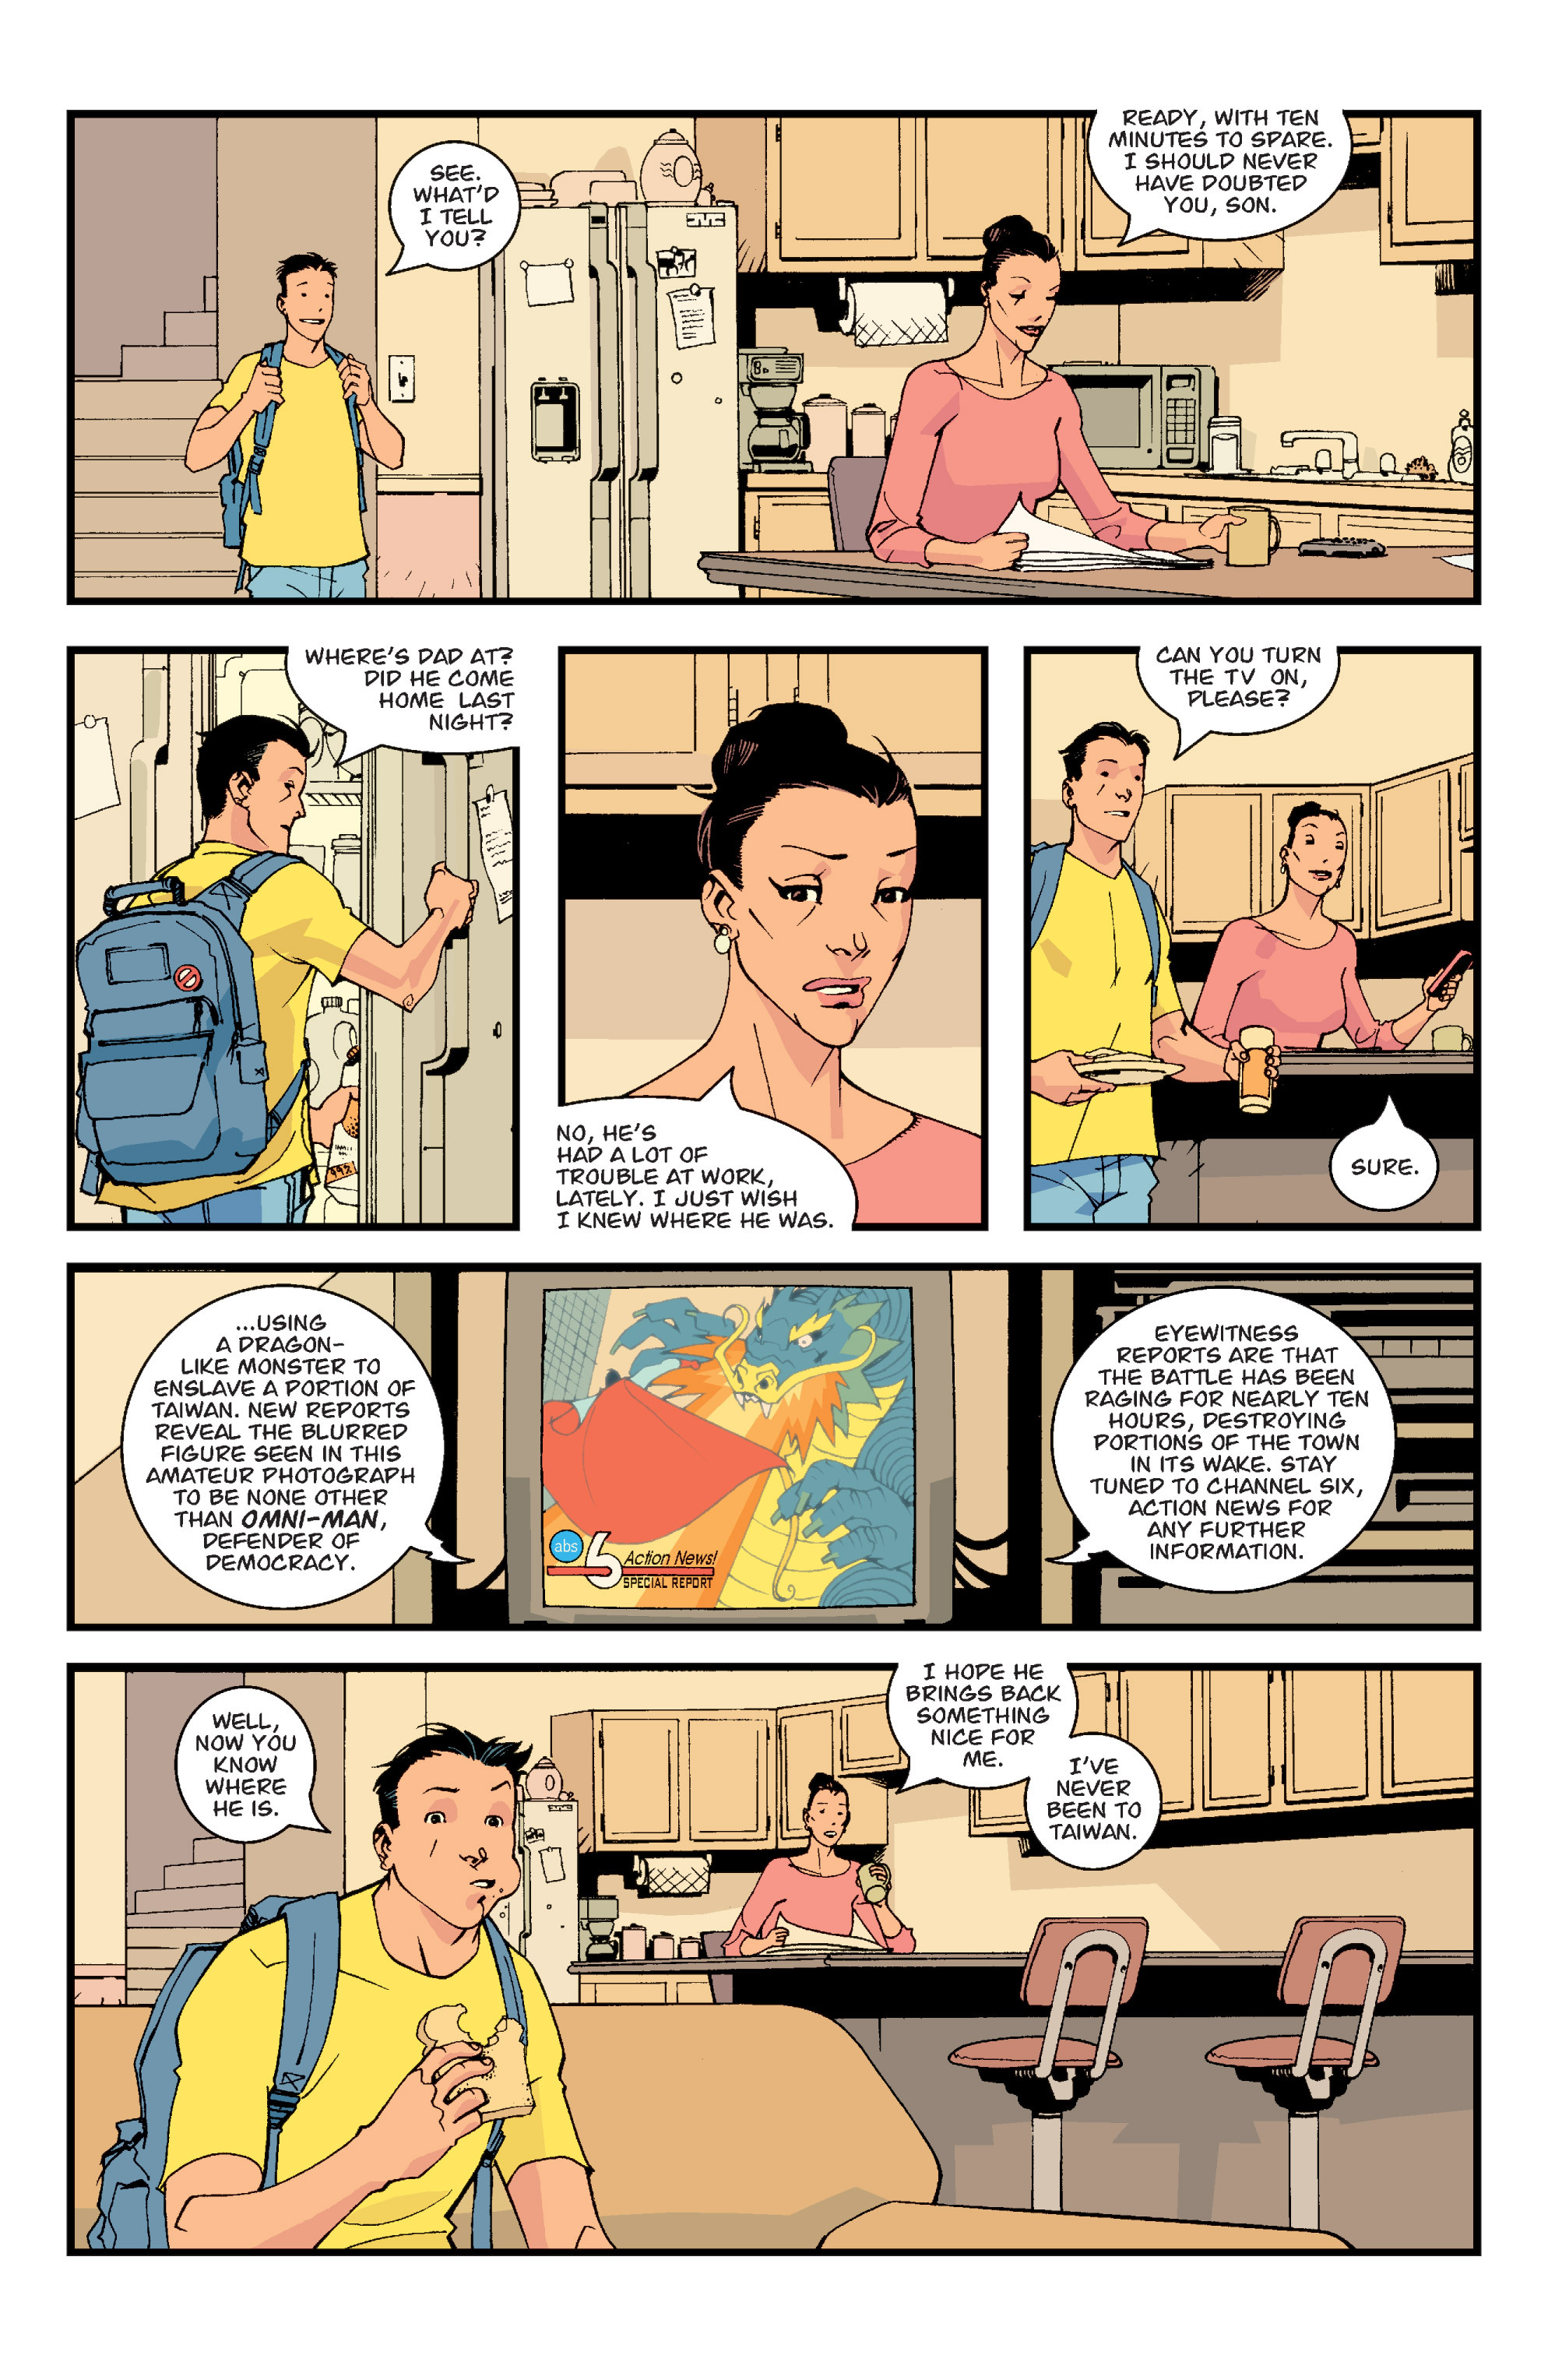 SEE.
WHAT'D
I TELL
YOU?
READY, WITH TEN
MINUTES TO SPARE.
I SHOULD NEVER
HAVE DOUBTED
YOU, SON.
WHERE'S DAD AT?
DID HE COME
HOME LAST
NIGHT?
99¢
NO, HE'S
HAD A LOT OF
TROUBLE AT WORK,
LATELY. I JUST WISH
I KNEW WHERE HE WAS.
CAN YOU TURN
THE TV ON,
PLEASE?
SURE.
...USING
A DRAGON-
LIKE MONSTER TO
ENSLAVE A PORTION OF
TAIWAN. NEW REPORTS
REVEAL THE BLURRED
FIGURE SEEN IN THIS
AMATEUR PHOTOGRAPH
TO BE NONE OTHER
THAN OMNI-MAN,
DEFENDER OF
DEMOCRACY.
abs
6
Action News!
SPECIAL REPORT
EYEWITNESS
REPORTS ARE THAT
THE BATTLE HAS BEEN
RAGING FOR NEARLY TEN
HOURS, DESTROYING
PORTIONS OF THE TOWN
IN ITS WAKE. STAY
TUNED TO CHANNEL SIX,
ACTION NEWS FOR
ANY FURTHER
INFORMATION.
WELL,
NOW YOU
KNOW
WHERE
HE IS.
I HOPE HE
BRINGS BACK
SOMETHING
NICE FOR
ME.
I'VE
NEVER
BEEN TO
TAIWAN.